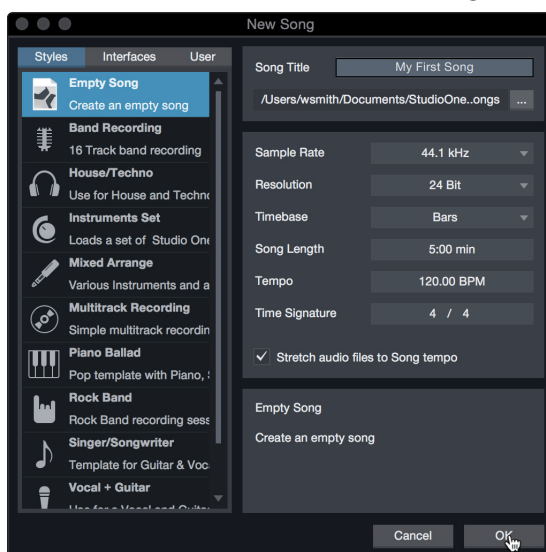 New Song
Styles Interfaces User
Empty Song
Create an empty song
Band Recording
16 Track band recording
House/Techno
Use for House and Techno
Instruments Set
Loads a set of Studio One
Mixed Arrange
Various Instruments and a
Multitrack Recording
Simple multitrack recordin
Piano Ballad
Pop template with Piano,
Rock Band
Rock Band recording sess
Singer/Songwriter
Template for Guitar & Voc
Vocal + Guitar
Song Title My First Song
/Users/wsmith/Documents/StudioOne..ongs ...
Sample Rate 44.1 kHz
Resolution 24 Bit
Timebase Bars
Song Length 5:00 min
Tempo 120.00 BPM
Time Signature 4 / 4
Stretch audio files to Song tempo
Empty Song
Create an empty song
Cancel OK